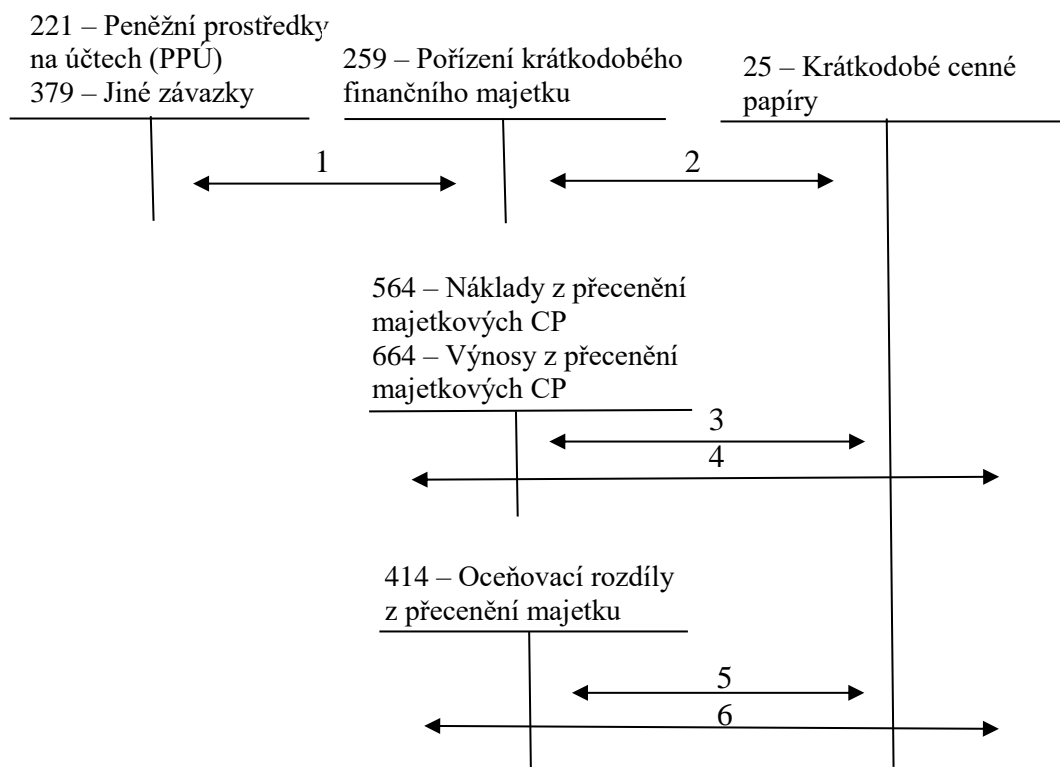 221 – Peněžní prostředky
na účtech (PPÚ)
379 – Jiné závazky
259 – Pořízení krátkodobého
finančního majetku
25 – Krátkodobé cenné
papíry
1
2
564 – Náklady z přecenění
majetkových CP
664 – Výnosy z přecenění
majetkových CP
3
4
414 – Oceňovací rozdíly
z přecenění majetku
5
6